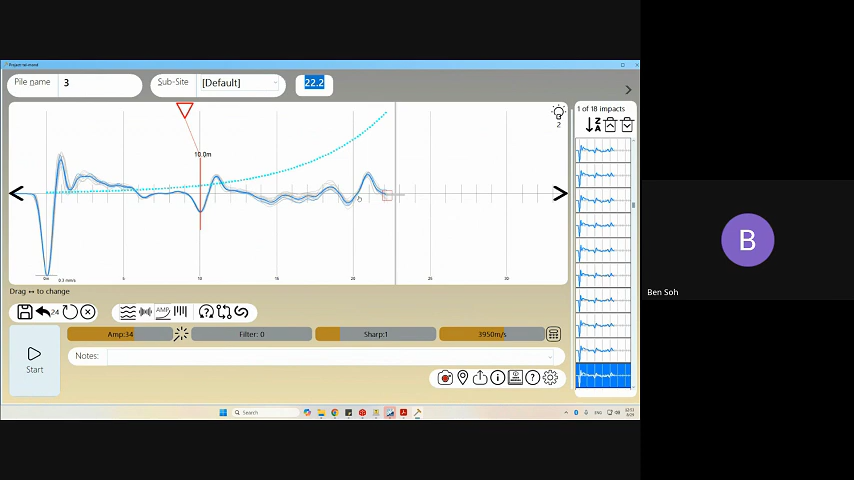 Pile name 3 Sub-Site [Default] 22.2
1 of 18 impacts
2
10.0m
0.3 mm/s
5 10 15 20 25 30
Drag ↔ to change
24 AMP
Start
Amp:34 Filter: 0 Sharp:1 3950m/s
Notes:
Search
ENG
Ben Soh
B